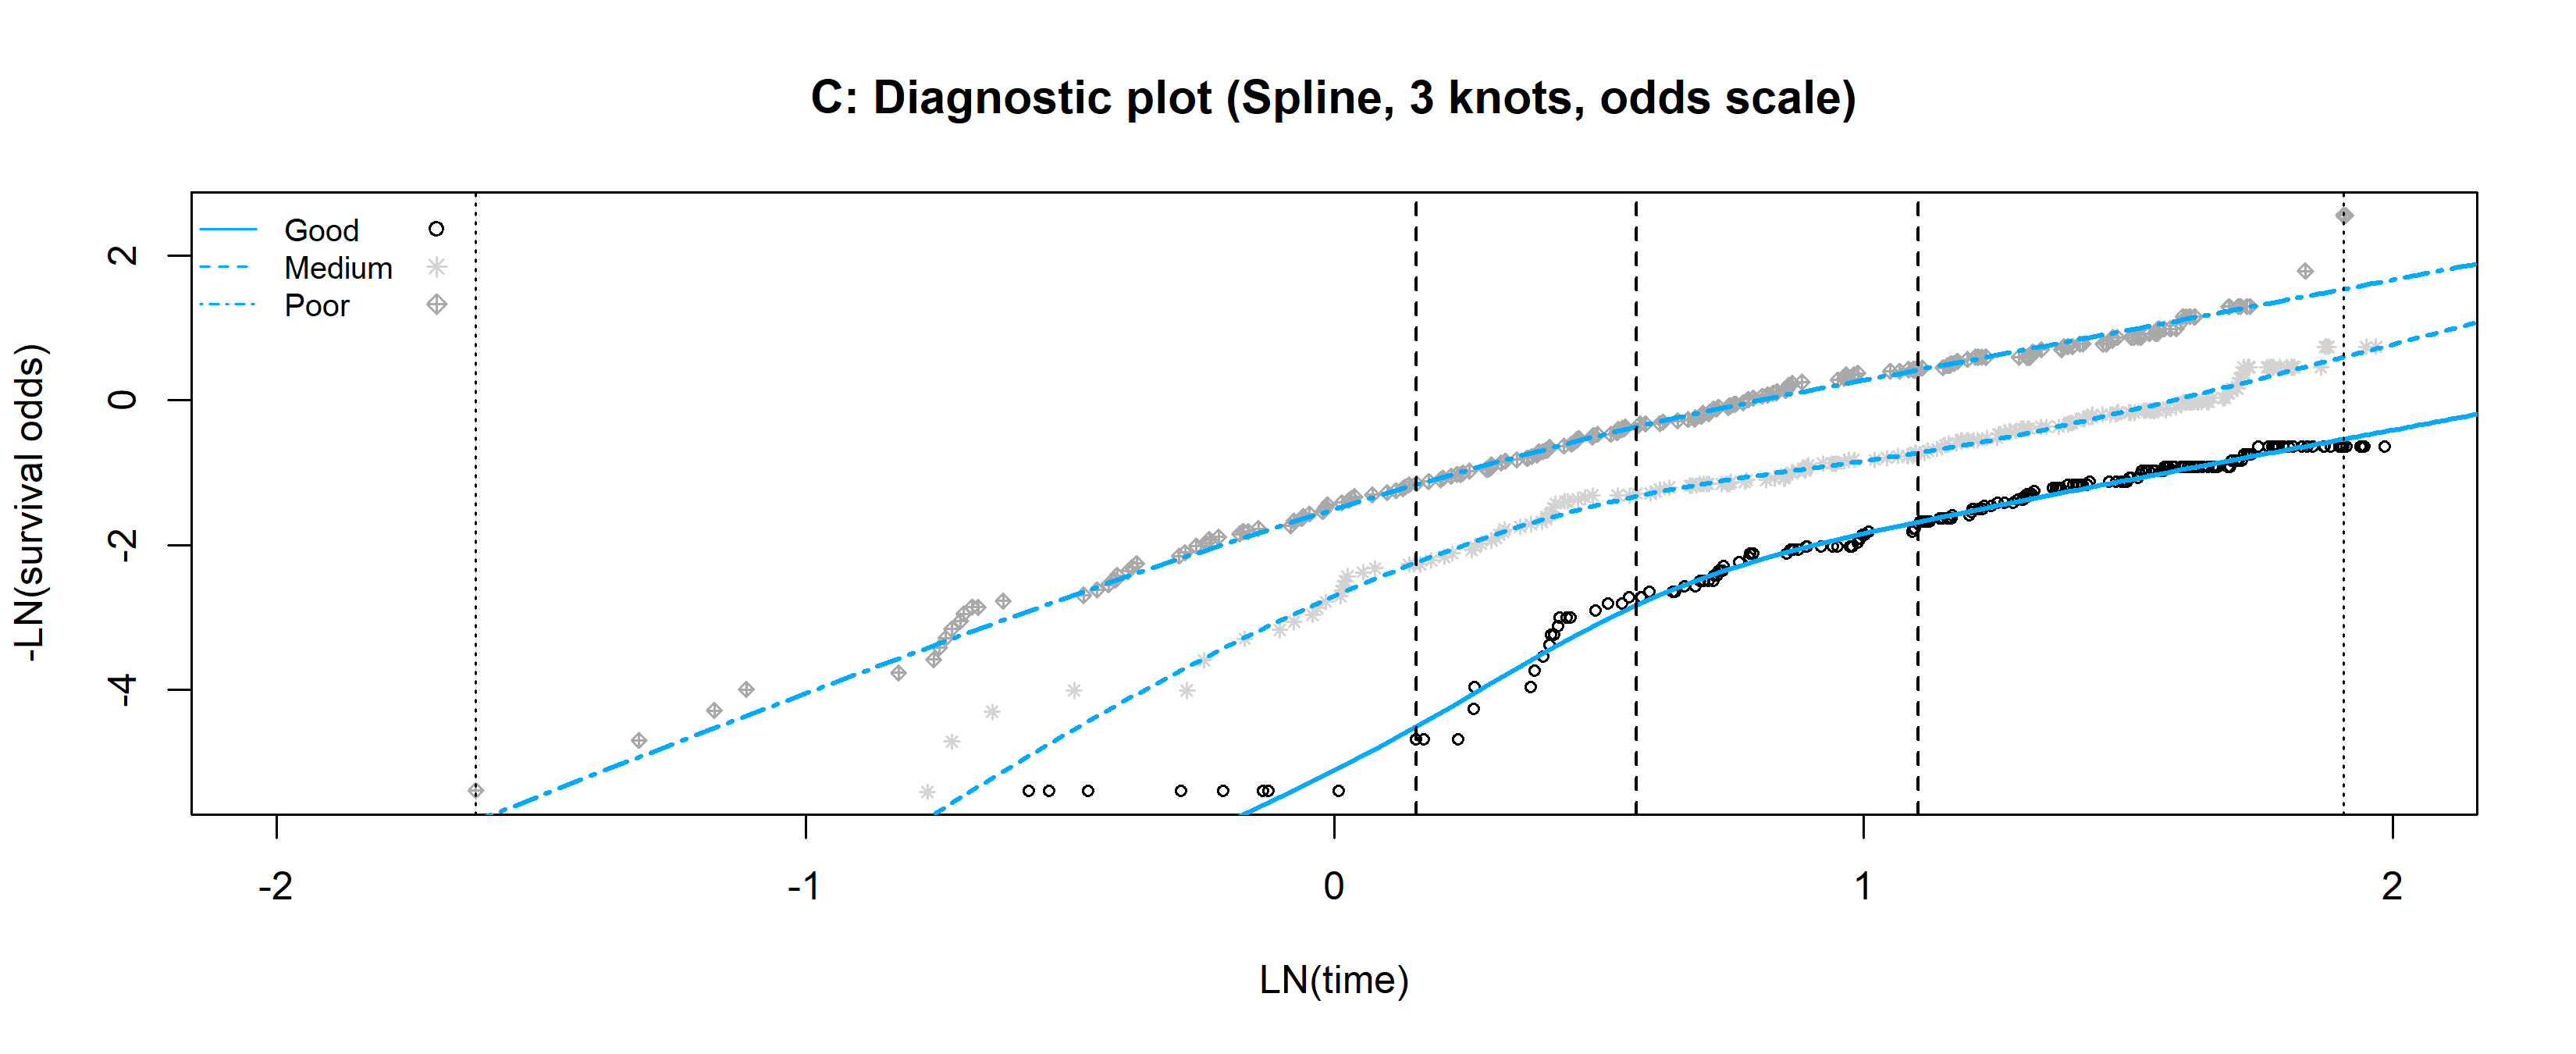 C: Diagnostic plot (Spline, 3 knots, odds scale)
Good
Medium
Poor
-LN(survival odds)
2
0
-2
-4
-2 -1 0 1 2
LN(time)